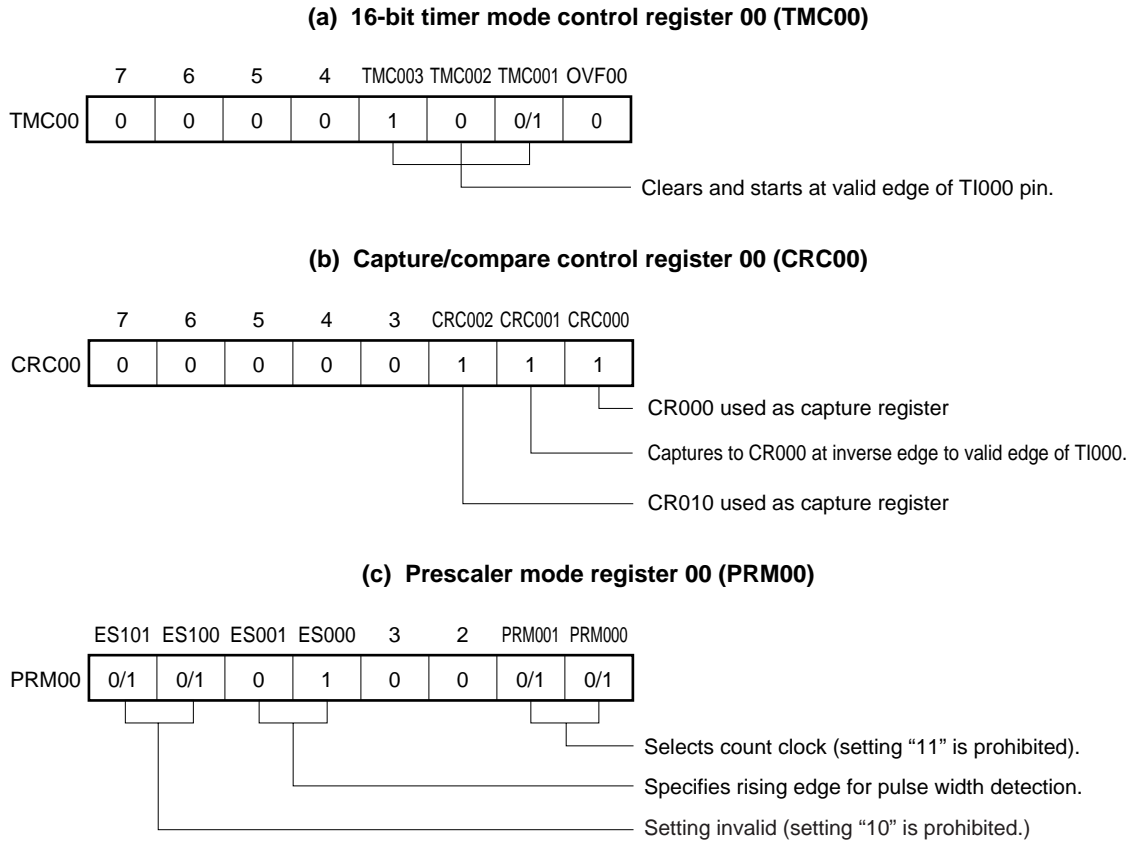 (a) 16-bit timer mode control register 00 (TMC00)
7 6 5 4 TMC003 TMC002 TMC001 OVF00
TMC00 0 0 0 0 1 0 0/1 0
Clears and starts at valid edge of TI000 pin.
(b) Capture/compare control register 00 (CRC00)
7 6 5 4 3 CRC002 CRC001 CRC000
CRC00 0 0 0 0 0 1 1 1
CR000 used as capture register
Captures to CR000 at inverse edge to valid edge of TI000.
CR010 used as capture register
(c) Prescaler mode register 00 (PRM00)
ES101 ES100 ES001 ES000 3 2 PRM001 PRM000
PRM00 0/1 0/1 0 1 0 0 0/1 0/1
Selects count clock (setting “11” is prohibited).
Specifies rising edge for pulse width detection.
Setting invalid (setting “10” is prohibited.)